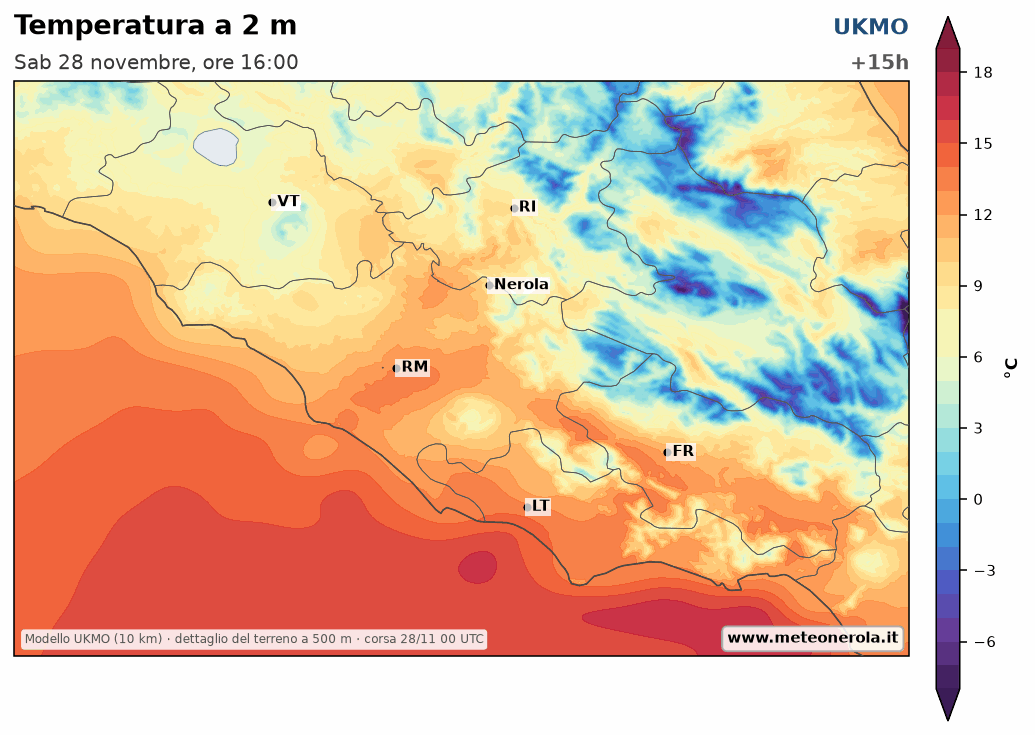 Temperatura a 2 m
UKMO
Sab 28 novembre, ore 16:00
+15h
VT
RI
Nerola
RM
FR
LT
Modello UKMO (10 km) · dettaglio del terreno a 500 m · corsa 28/11 00 UTC
www.meteonerola.it
18
15
12
9
6
3
0
−3
−6
°C